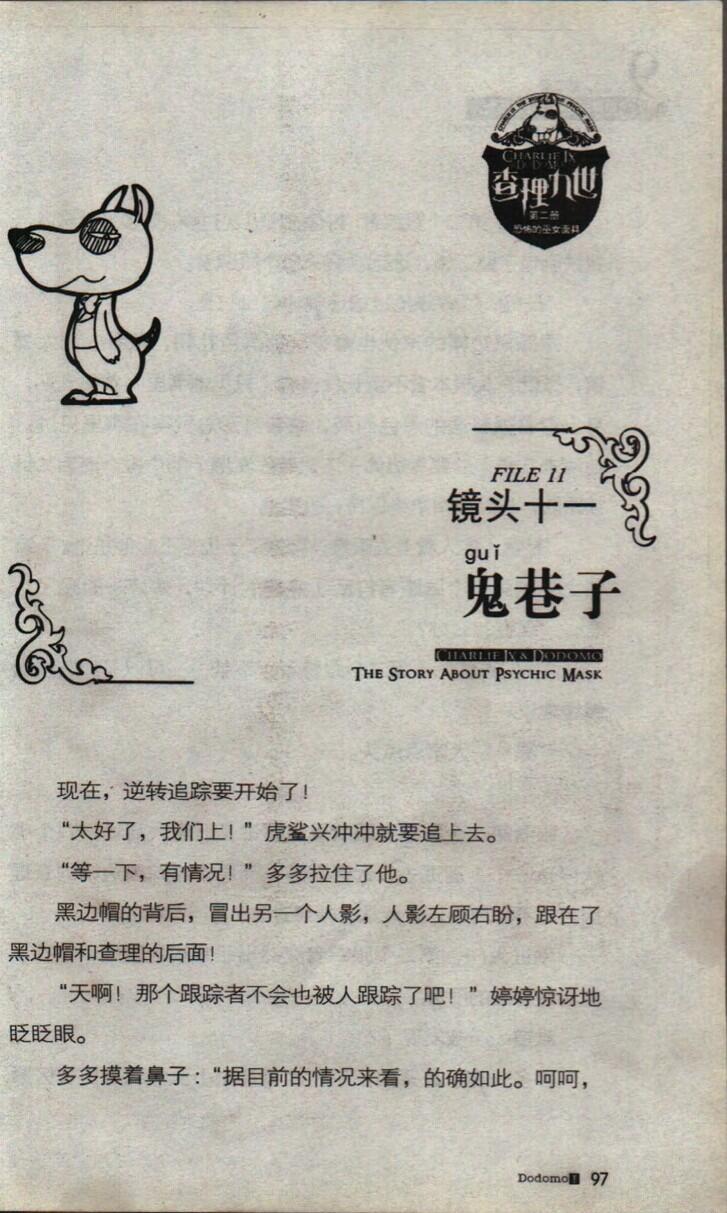 CHARLIE IX
查理九世
第二册
恐怖的巫女面具
FILE 11
镜头十一
guǐ
鬼巷子
CHARLIE IX & DODOMO
THE STORY ABOUT PSYCHIC MASK
现在，逆转追踪要开始了！
“太好了，我们上！”虎鲨兴冲冲就要追上去。
“等一下，有情况！”多多拉住了他。
黑边帽的背后，冒出另一个人影，人影左顾右盼，跟在了
黑边帽和查理的后面！
“天啊！那个跟踪者不会也被人跟踪了吧！”婷婷惊讶地
眨眨眼。
多多摸着鼻子：“据目前的情况来看，的确如此。呵呵，
Dodomo! 97